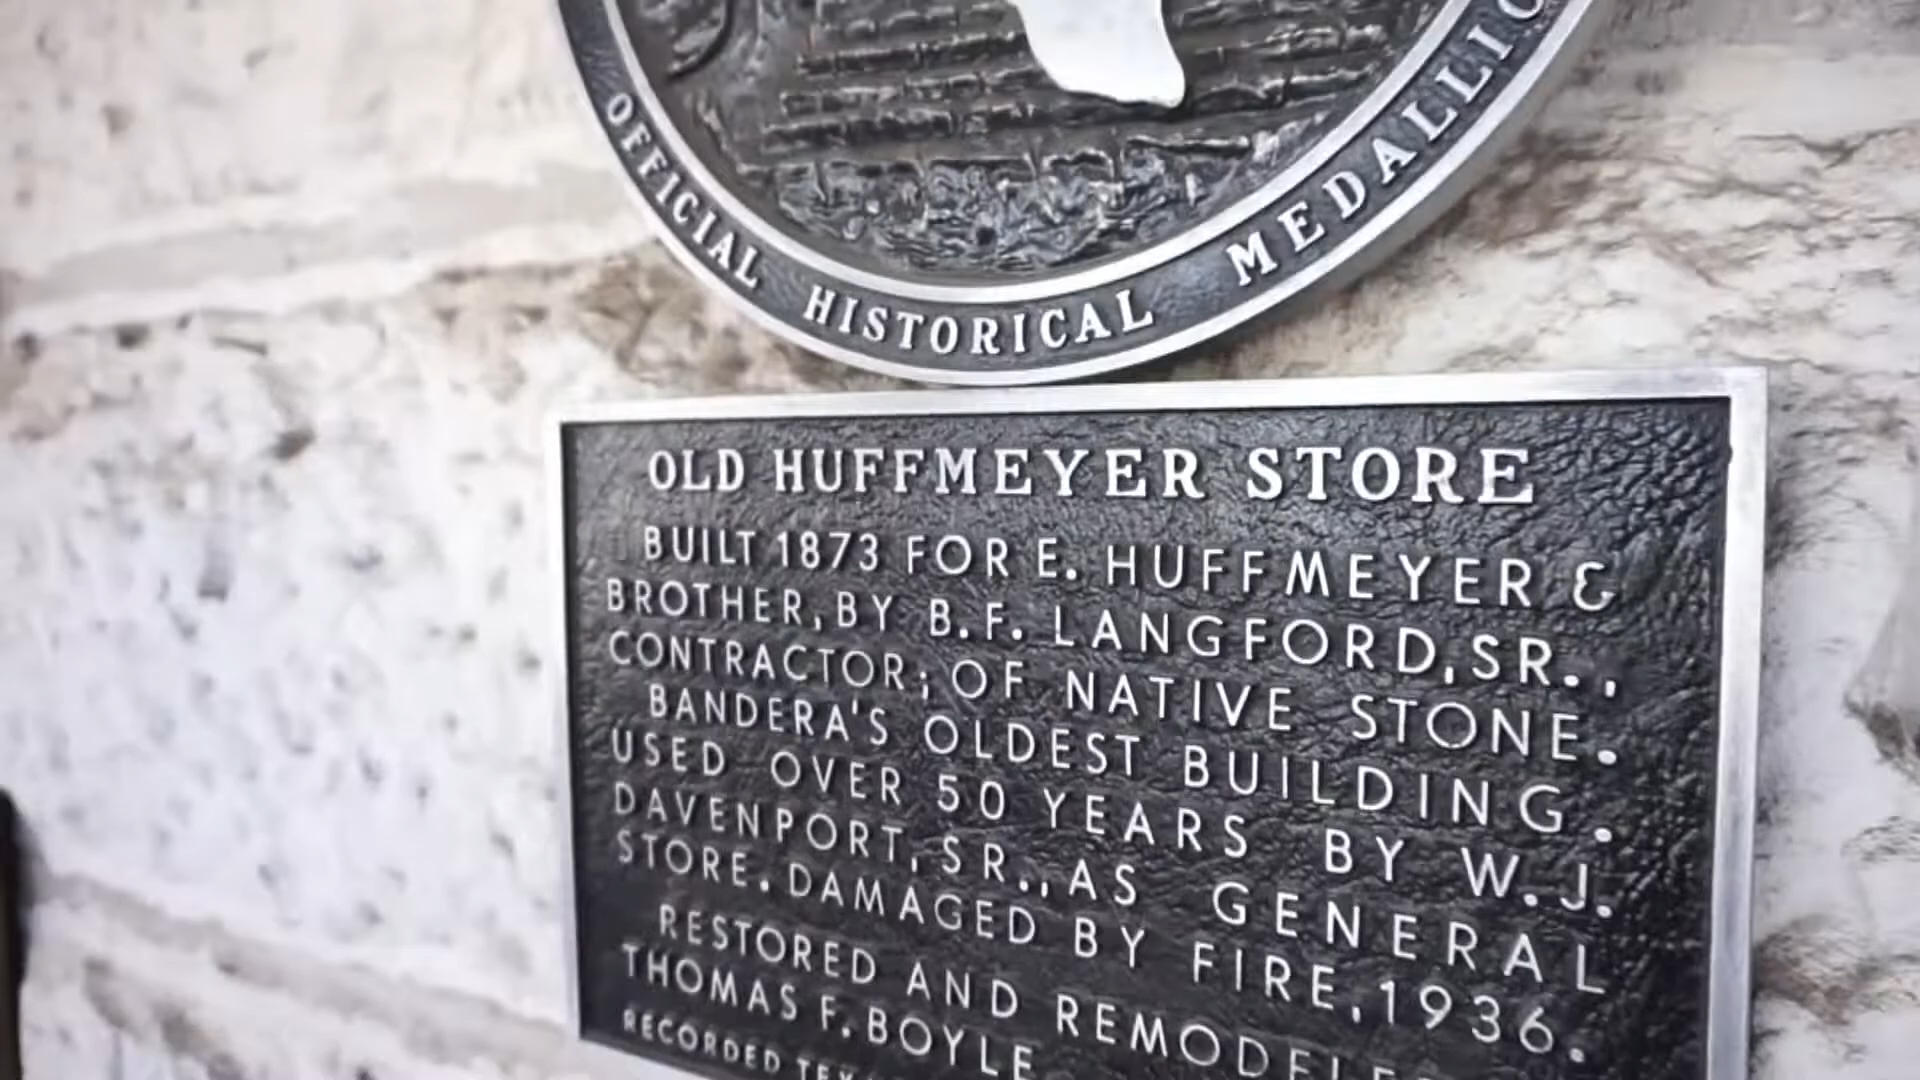 OFFICIAL HISTORICAL MEDALLIO
OLD HUFFMEYER STORE
BUILT 1873 FOR E. HUFFMEYER &
BROTHER, BY B.F. LANGFORD, SR.,
CONTRACTOR; OF NATIVE STONE.
BANDERA'S OLDEST BUILDING.
USED OVER 50 YEARS BY W.J.
DAVENPORT, SR., AS GENERAL
STORE. DAMAGED BY FIRE, 1936.
RESTORED AND REMODELE
THOMAS F. BOYLE
RECORDED TEX